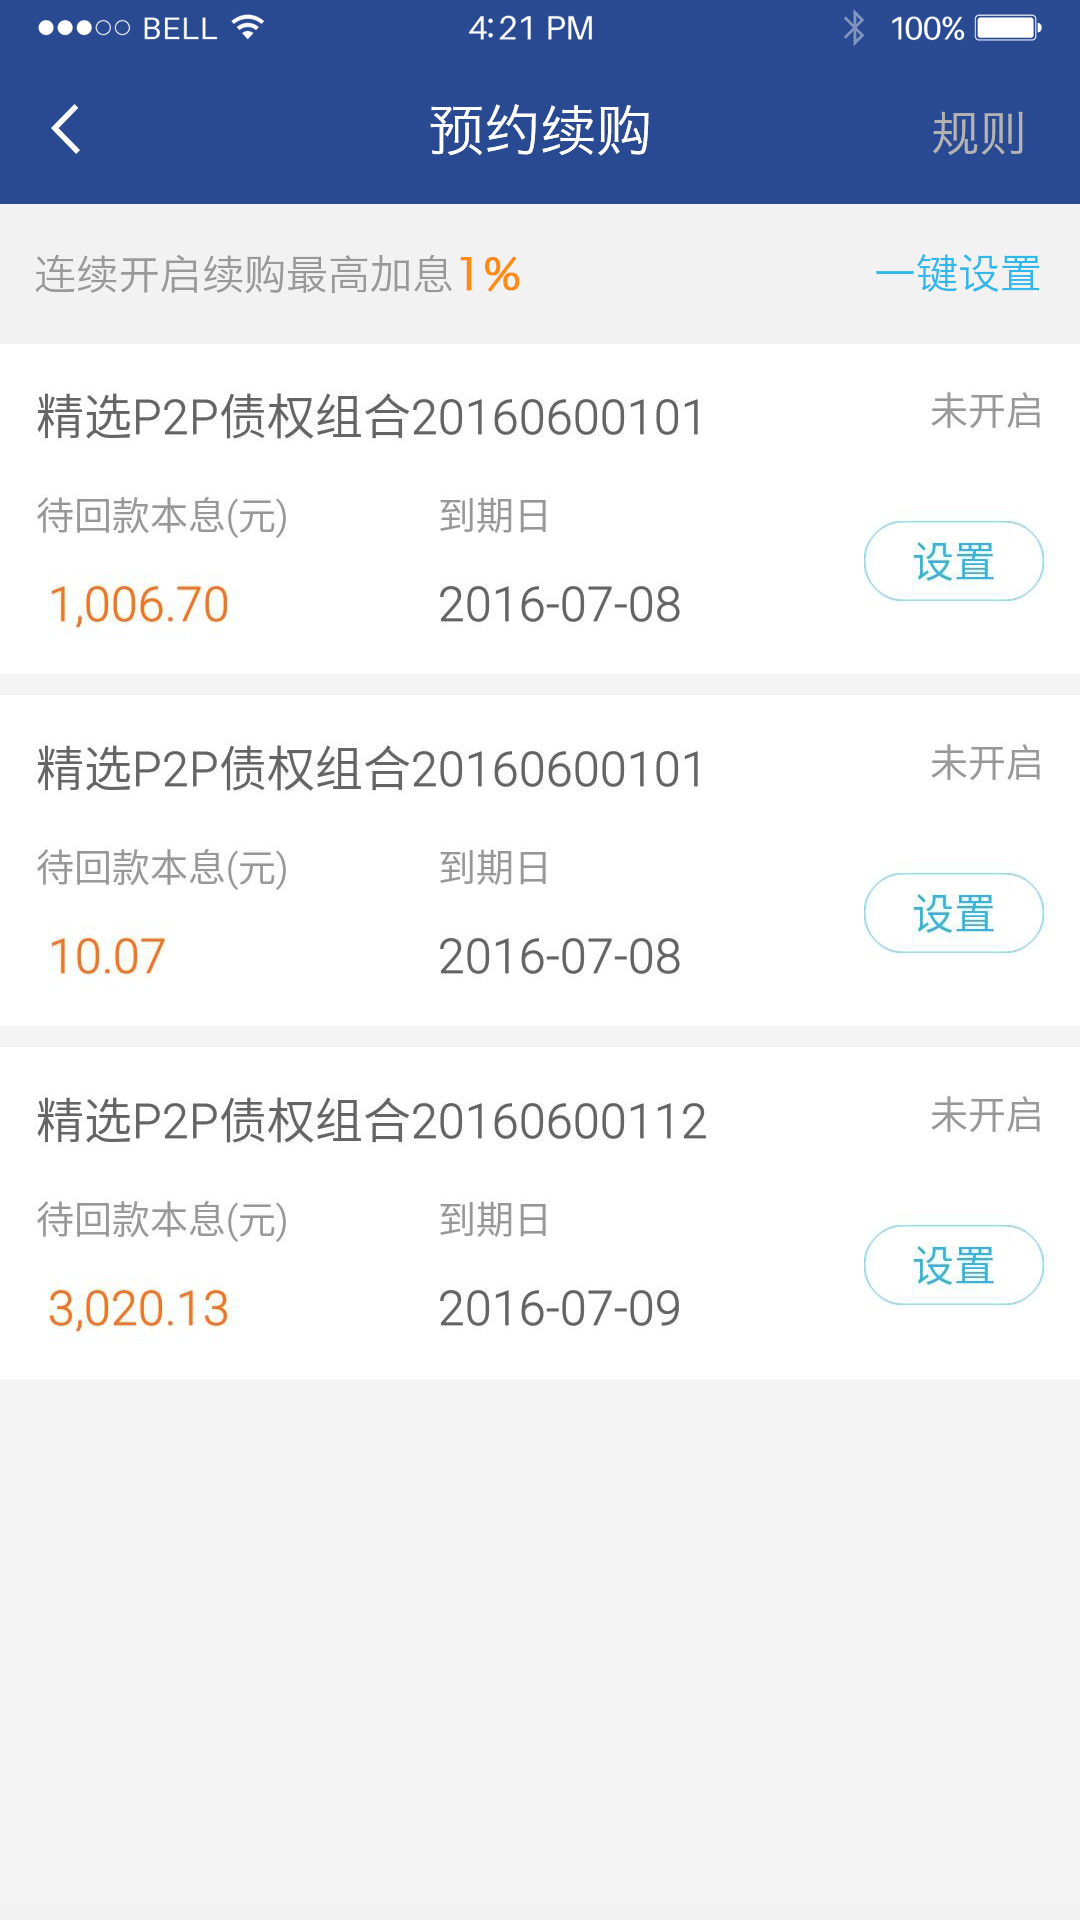 BELL 4:21 PM 100%
预约续购 规则
连续开启续购最高加息1% 一键设置
精选P2P债权组合20160600101 未开启
待回款本息(元) 到期日
设置
1,006.70 2016-07-08
精选P2P债权组合20160600101 未开启
待回款本息(元) 到期日
设置
10.07 2016-07-08
精选P2P债权组合20160600112 未开启
待回款本息(元) 到期日
设置
3,020.13 2016-07-09